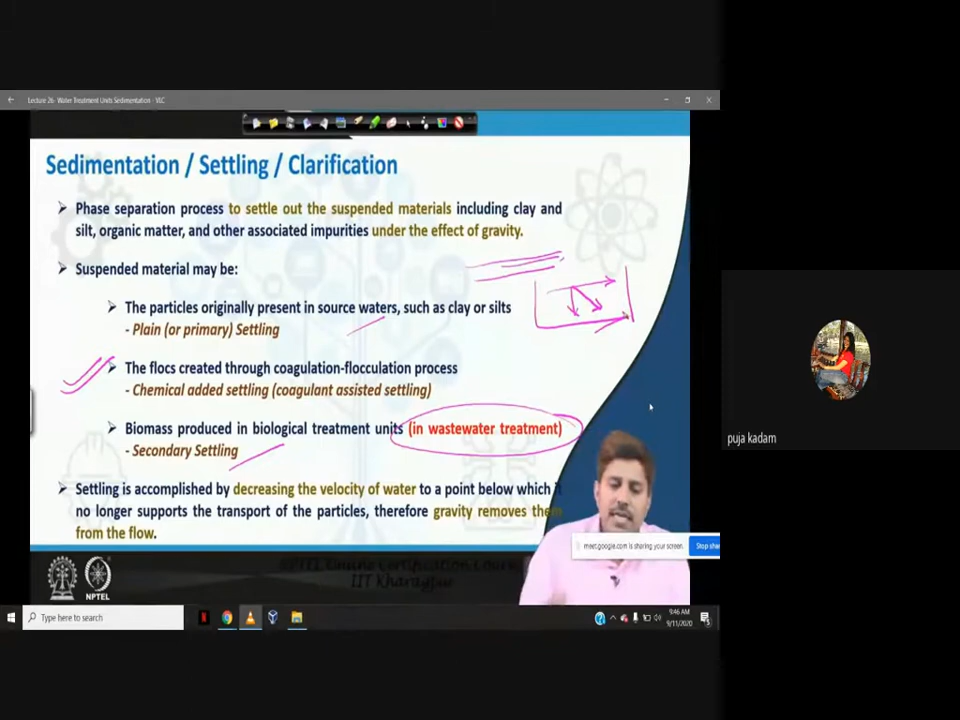 Lecture 26- Water Treatment Units Sedimentation - VLC
Sedimentation / Settling / Clarification
Phase separation process to settle out the suspended materials including clay and
silt, organic matter, and other associated impurities under the effect of gravity.
Suspended material may be:
The particles originally present in source waters, such as clay or silts
- Plain (or primary) Settling
The flocs created through coagulation-flocculation process
- Chemical added settling (coagulant assisted settling)
Biomass produced in biological treatment units (in wastewater treatment)
- Secondary Settling
Settling is accomplished by decreasing the velocity of water to a point below which it
no longer supports the transport of the particles, therefore gravity removes them
from the flow.
puja kadam
meet.google.com is sharing your screen.
Stop
NPTEL
NPTEL Online Certification Course
IIT Kharagpur
Type here to search
9:46 AM
9/11/2020